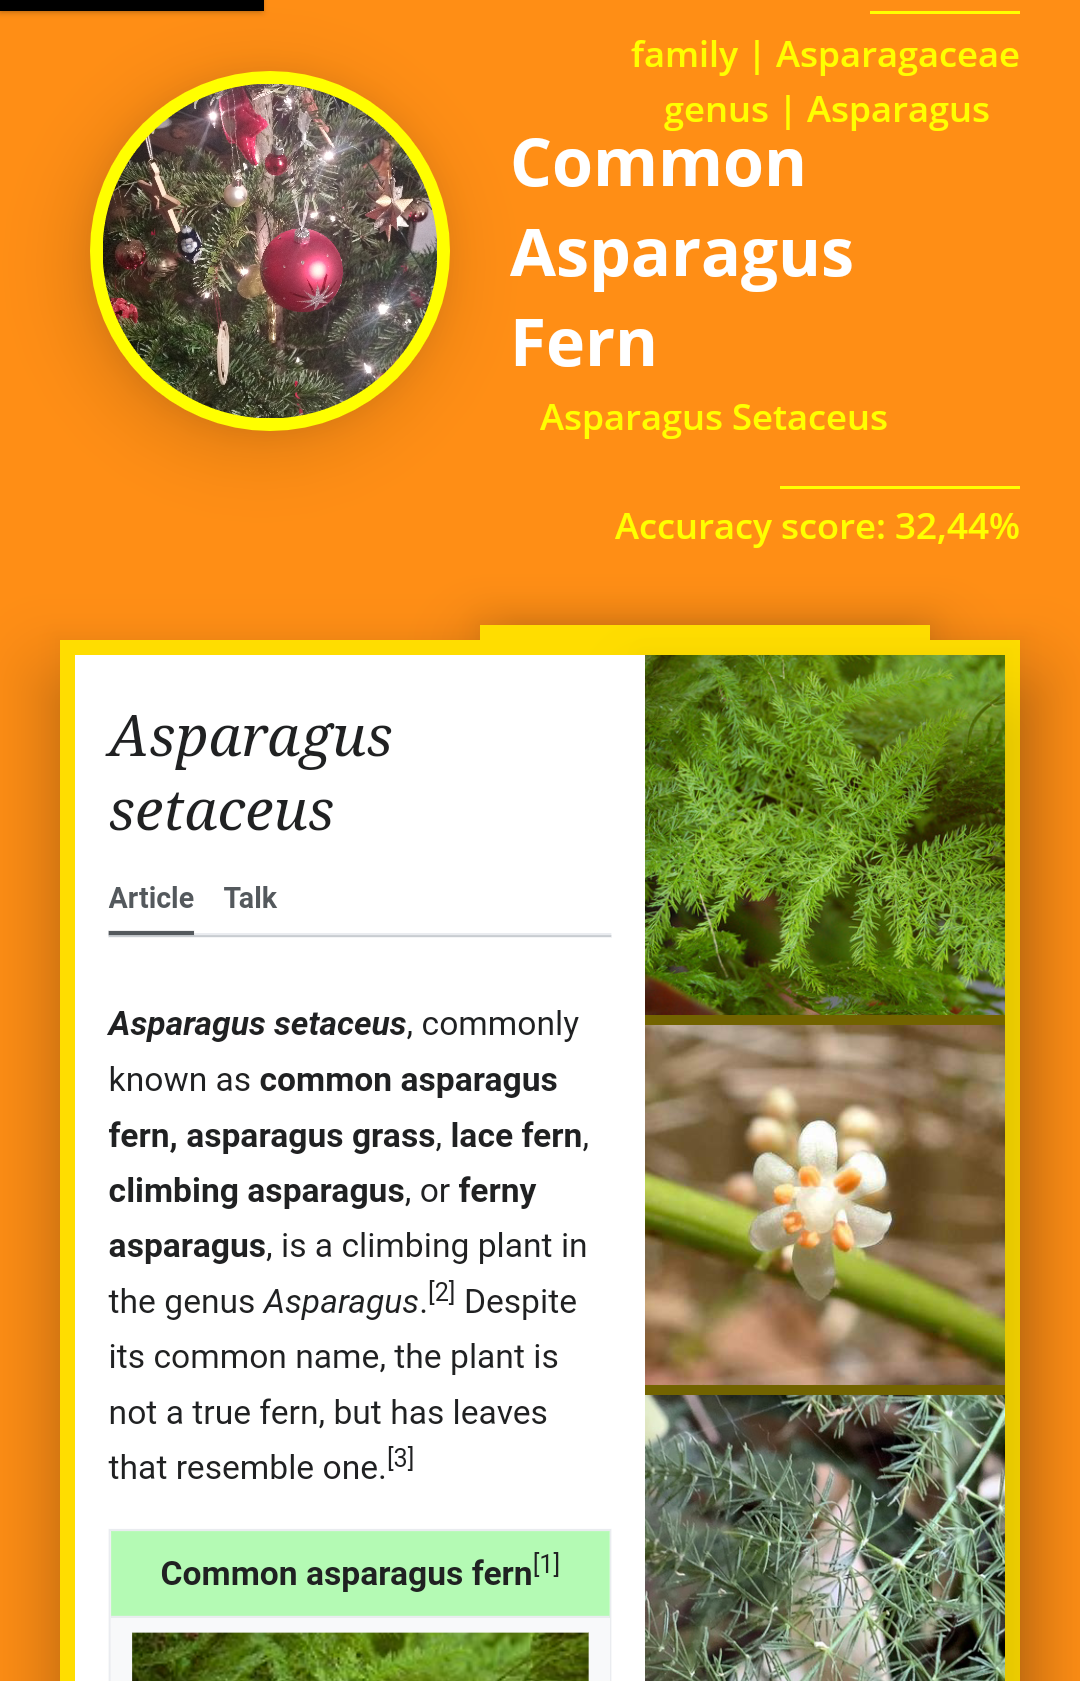 family | Asparagaceae
genus | Asparagus
Common
Asparagus
Fern
Asparagus Setaceus
Accuracy score: 32,44%
Asparagus
setaceus
Article Talk
Asparagus setaceus, commonly
known as common asparagus
fern, asparagus grass, lace fern,
climbing asparagus, or ferny
asparagus, is a climbing plant in
the genus Asparagus.[2] Despite
its common name, the plant is
not a true fern, but has leaves
that resemble one.[3]
Common asparagus fern[1]